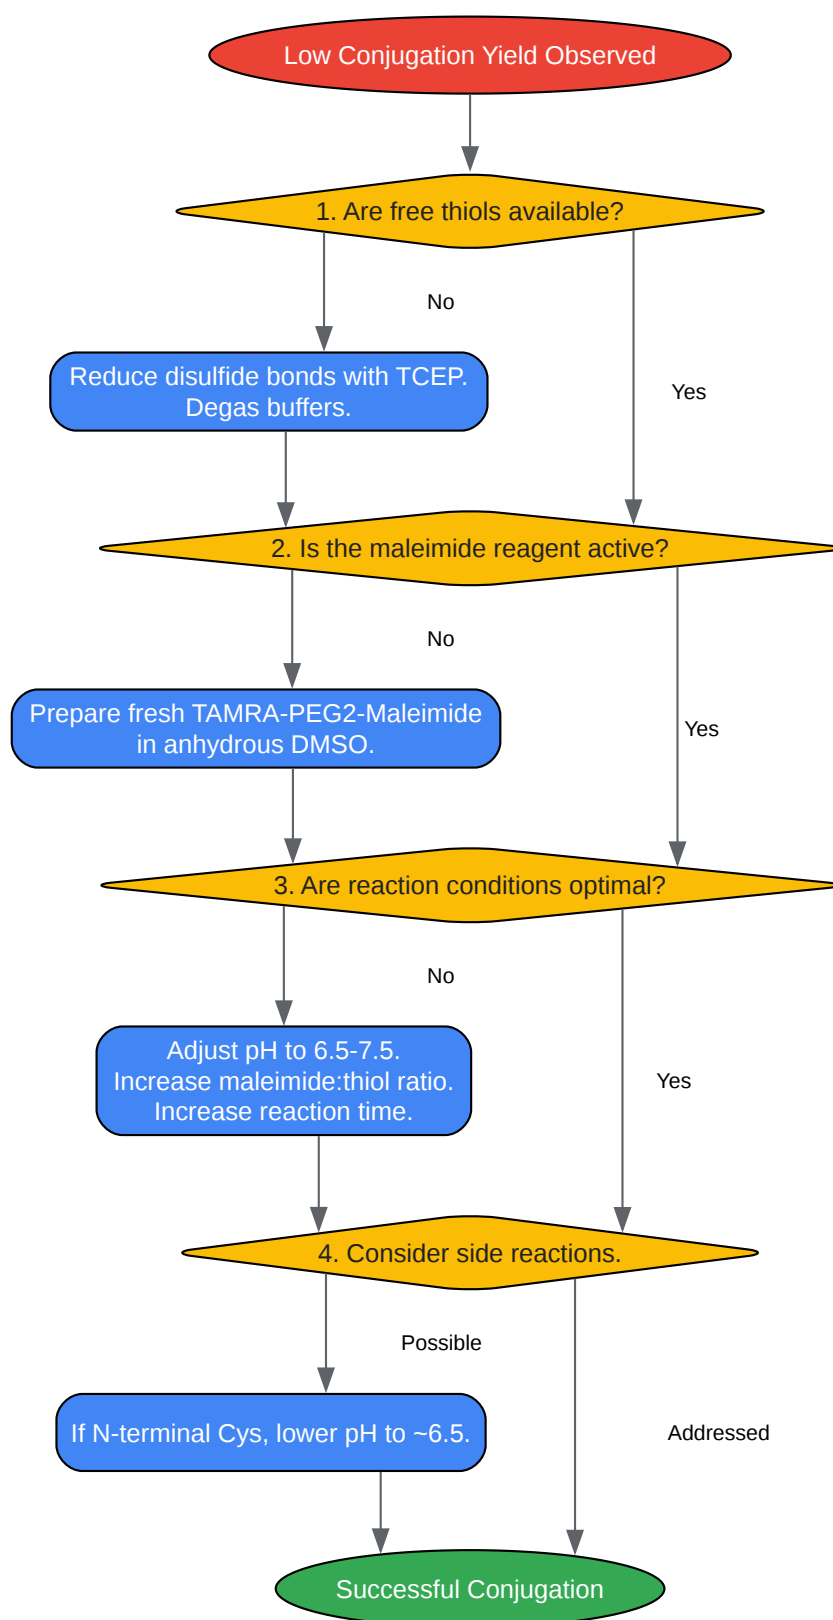 Low Conjugation Yield Observed
1. Are free thiols available?
No
Reduce disulfide bonds with TCEP.
Degas buffers.
Yes
2. Is the maleimide reagent active?
No
Prepare fresh TAMRA-PEG2-Maleimide
in anhydrous DMSO.
Yes
3. Are reaction conditions optimal?
No
Adjust pH to 6.5-7.5.
Increase maleimide:thiol ratio.
Increase reaction time.
Yes
4. Consider side reactions.
Possible
If N-terminal Cys, lower pH to ~6.5.
Addressed
Successful Conjugation